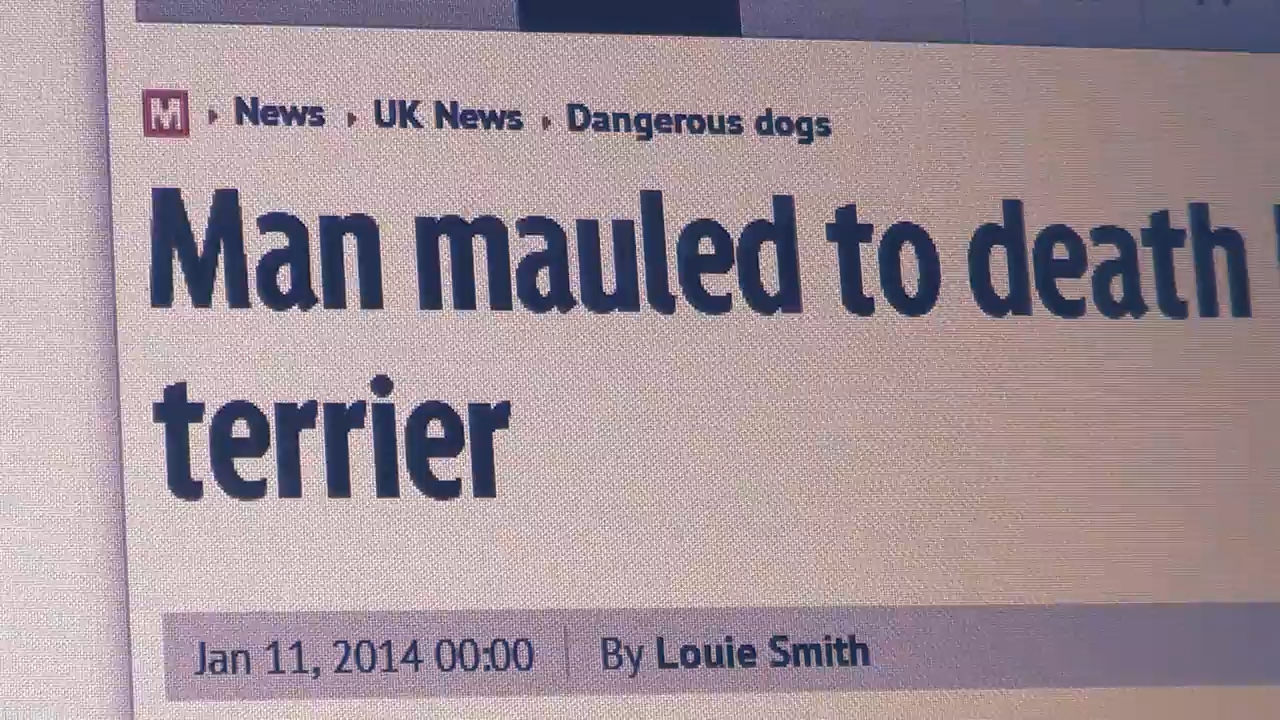 M News UK News Dangerous dogs
Man mauled to death
terrier
Jan 11, 2014 00:00 By Louie Smith